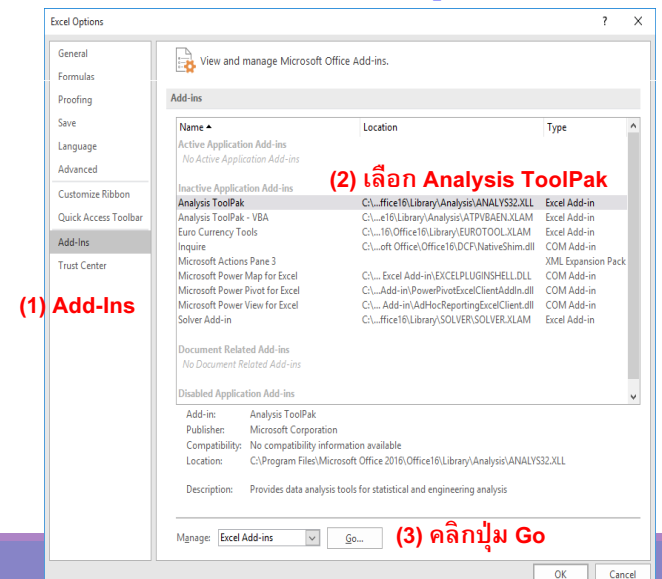 Excel Options ? X
General
Formulas
Proofing
Save
Language
Advanced
Customize Ribbon
Quick Access Toolbar
Add-Ins
Trust Center
(1) Add-Ins
View and manage Microsoft Office Add-ins.
Add-ins
Name Location Type
Active Application Add-ins
No Active Application Add-ins
(2) เลือก Analysis ToolPak
Inactive Application Add-ins
Analysis ToolPak C:\...ffice16\Library\Analysis\ANALYS32.XLL Excel Add-in
Analysis ToolPak - VBA C:\...e16\Library\Analysis\ATPVBAEN.XLAM Excel Add-in
Euro Currency Tools C:\...16\Office16\Library\EUROTOOL.XLAM Excel Add-in
Inquire C:\...oft Office\Office16\DCF\NativeShim.dll COM Add-in
Microsoft Actions Pane 3 XML Expansion Pack
Microsoft Power Map for Excel C:\... Excel Add-in\EXCELPLUGINSHELL.DLL COM Add-in
Microsoft Power Pivot for Excel C:\...Add-in\PowerPivotExcelClientAddIn.dll COM Add-in
Microsoft Power View for Excel C:\... Add-in\AdHocReportingExcelClient.dll COM Add-in
Solver Add-in C:\...ffice16\Library\SOLVER\SOLVER.XLAM Excel Add-in
Document Related Add-ins
No Document Related Add-ins
Disabled Application Add-ins
Add-in: Analysis ToolPak
Publisher: Microsoft Corporation
Compatibility: No compatibility information available
Location: C:\Program Files\Microsoft Office 2016\Office16\Library\Analysis\ANALYS32.XLL
Description: Provides data analysis tools for statistical and engineering analysis
Manage: Excel Add-ins Go... (3) คลิกปุ่ม Go
OK Cancel